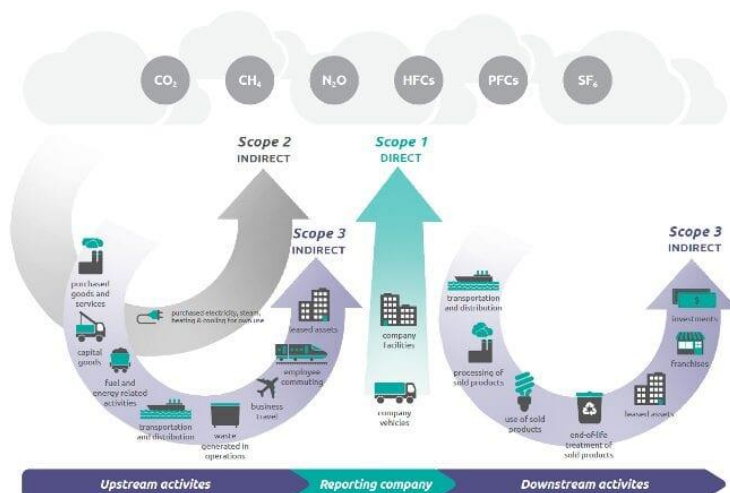 CO₂
CH₄
N₂O
HFCs
PFCs
SF₆
Scope 2
INDIRECT
Scope 1
DIRECT
Scope 3
INDIRECT
Scope 3
INDIRECT
purchased
goods and
services
capital
goods
fuel and
energy related
activities
transportation
and distribution
waste
generated in
operations
business
travel
employee
commuting
leased assets
purchased electricity, steam,
heating & cooling for own use
company
facilities
company
vehicles
transportation
and distribution
processing of
sold products
use of sold
products
end-of-life
treatment of
sold products
leased assets
franchises
$
investments
Upstream activites
Reporting company
Downstream activites